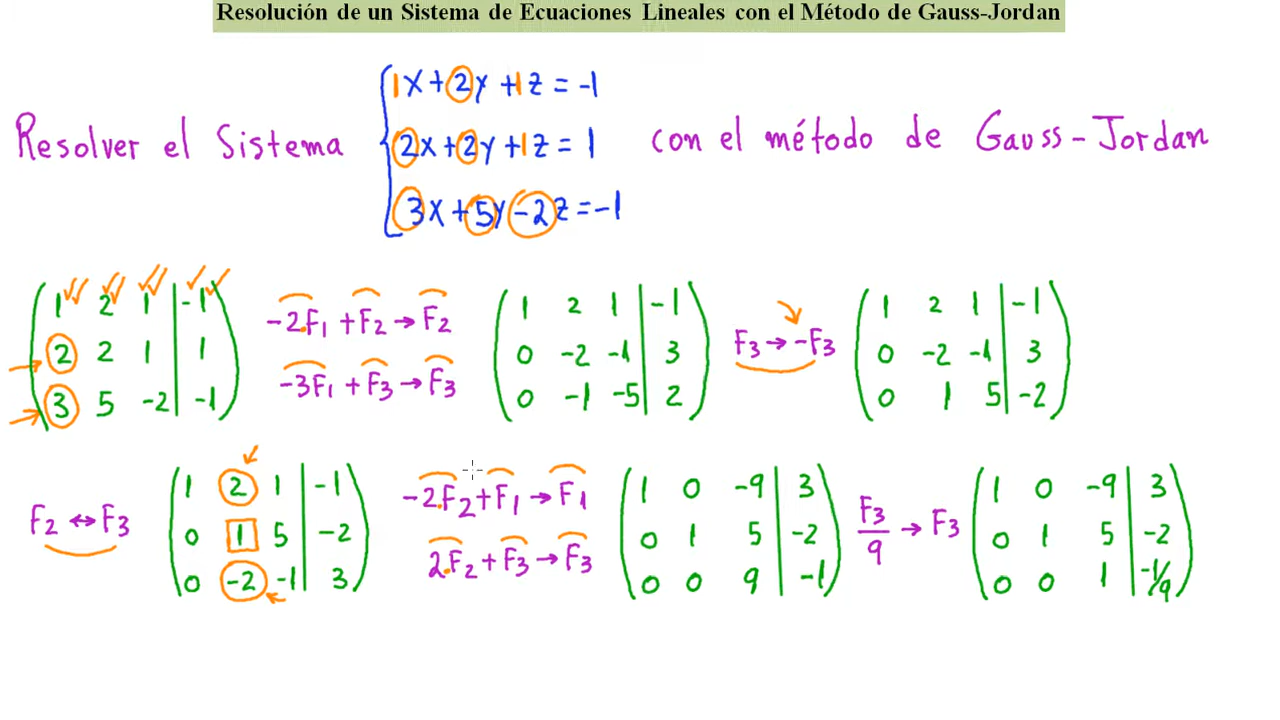 Resolución de un Sistema de Ecuaciones Lineales con el Método de Gauss-Jordan
1x + 2y + 1z = -1
Resolver el Sistema 2x + 2y + 1z = 1 con el método de Gauss-Jordan
3x + 5y - 2z = -1
1 2 1 | -1
2 2 1 | 1
3 5 -2 | -1
-2F1 + F2 → F2
-3F1 + F3 → F3
1 2 1 | -1
0 -2 -1 | 3
0 -1 -5 | 2
F3 → -F3
1 2 1 | -1
0 -2 -1 | 3
0 1 5 | -2
F2 ↔ F3
1 2 1 | -1
0 1 5 | -2
0 -2 -1 | 3
-2F2 + F1 → F1
2F2 + F3 → F3
1 0 -9 | 3
0 1 5 | -2
0 0 9 | -1
F3/9 → F3
1 0 -9 | 3
0 1 5 | -2
0 0 1 | -1/9